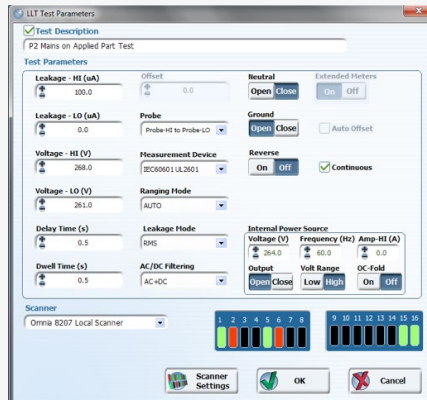 LLT Test Parameters
Test Description
P2 Mains on Applied Part Test
Test Parameters
Leakage - HI (uA) Offset Neutral Extended Meters
100.0 0.0 Open Close On Off
Leakage - LO (uA) Probe Ground
0.0 Probe-HI to Probe-LO Open Close Auto Offset
Voltage - HI (V) Measurement Device Reverse
268.0 IEC60601 UL2601 On Off Continuous
Voltage - LO (V) Ranging Mode
261.0 AUTO
Delay Time (s) Leakage Mode Internal Power Source
0.5 RMS Voltage (V) Frequency (Hz) Amp-HI (A)
264.0 60.0 0.0
Dwell Time (s) AC/DC Filtering Output Volt Range OC-Fold
0.5 AC+DC Open Close Low High On Off
Scanner
Omnia 8207 Local Scanner
1 2 3 4 5 6 7 8 9 10 11 12 13 14 15 16
Scanner Settings OK Cancel